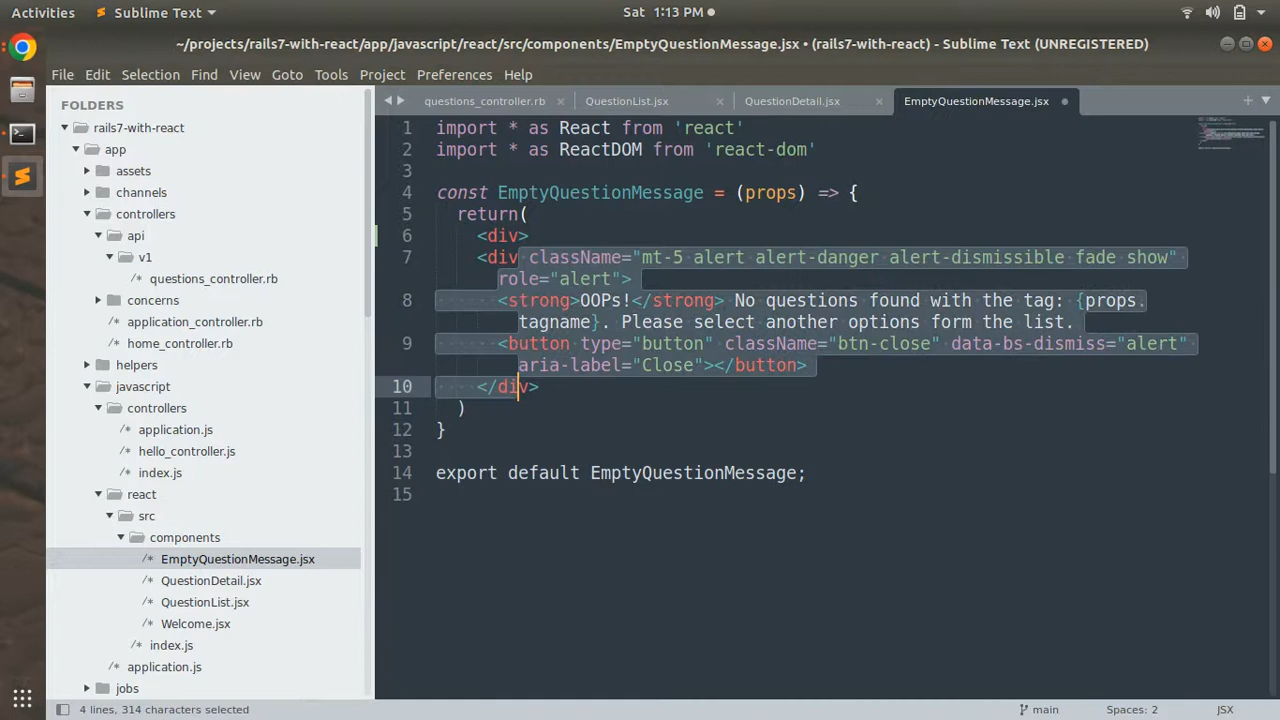 Activities
Sublime Text
Sat 1:13 PM
~/projects/rails7-with-react/app/javascript/react/src/components/EmptyQuestionMessage.jsx • (rails7-with-react) - Sublime Text (UNREGISTERED)
File Edit Selection Find View Goto Tools Project Preferences Help
FOLDERS
rails7-with-react
app
assets
channels
controllers
api
v1
/* questions_controller.rb
concerns
/* application_controller.rb
/* home_controller.rb
helpers
javascript
controllers
/* application.js
/* hello_controller.js
/* index.js
react
src
components
/* EmptyQuestionMessage.jsx
/* QuestionDetail.jsx
/* QuestionList.jsx
/* Welcome.jsx
/* index.js
/* application.js
jobs
questions_controller.rb × QuestionList.jsx × QuestionDetail.jsx × EmptyQuestionMessage.jsx
1 import * as React from 'react'
2 import * as ReactDOM from 'react-dom'
3
4 const EmptyQuestionMessage = (props) => {
5 return(
6 <div>
7 <div className="mt-5 alert alert-danger alert-dismissible fade show"
role="alert">
8 <strong>OOPs!</strong> No questions found with the tag: {props.
tagname}. Please select another options form the list.
9 <button type="button" className="btn-close" data-bs-dismiss="alert"
aria-label="Close"></button>
10 </div>
11 )
12 }
13
14 export default EmptyQuestionMessage;
15
4 lines, 314 characters selected
main
Spaces: 2
JSX